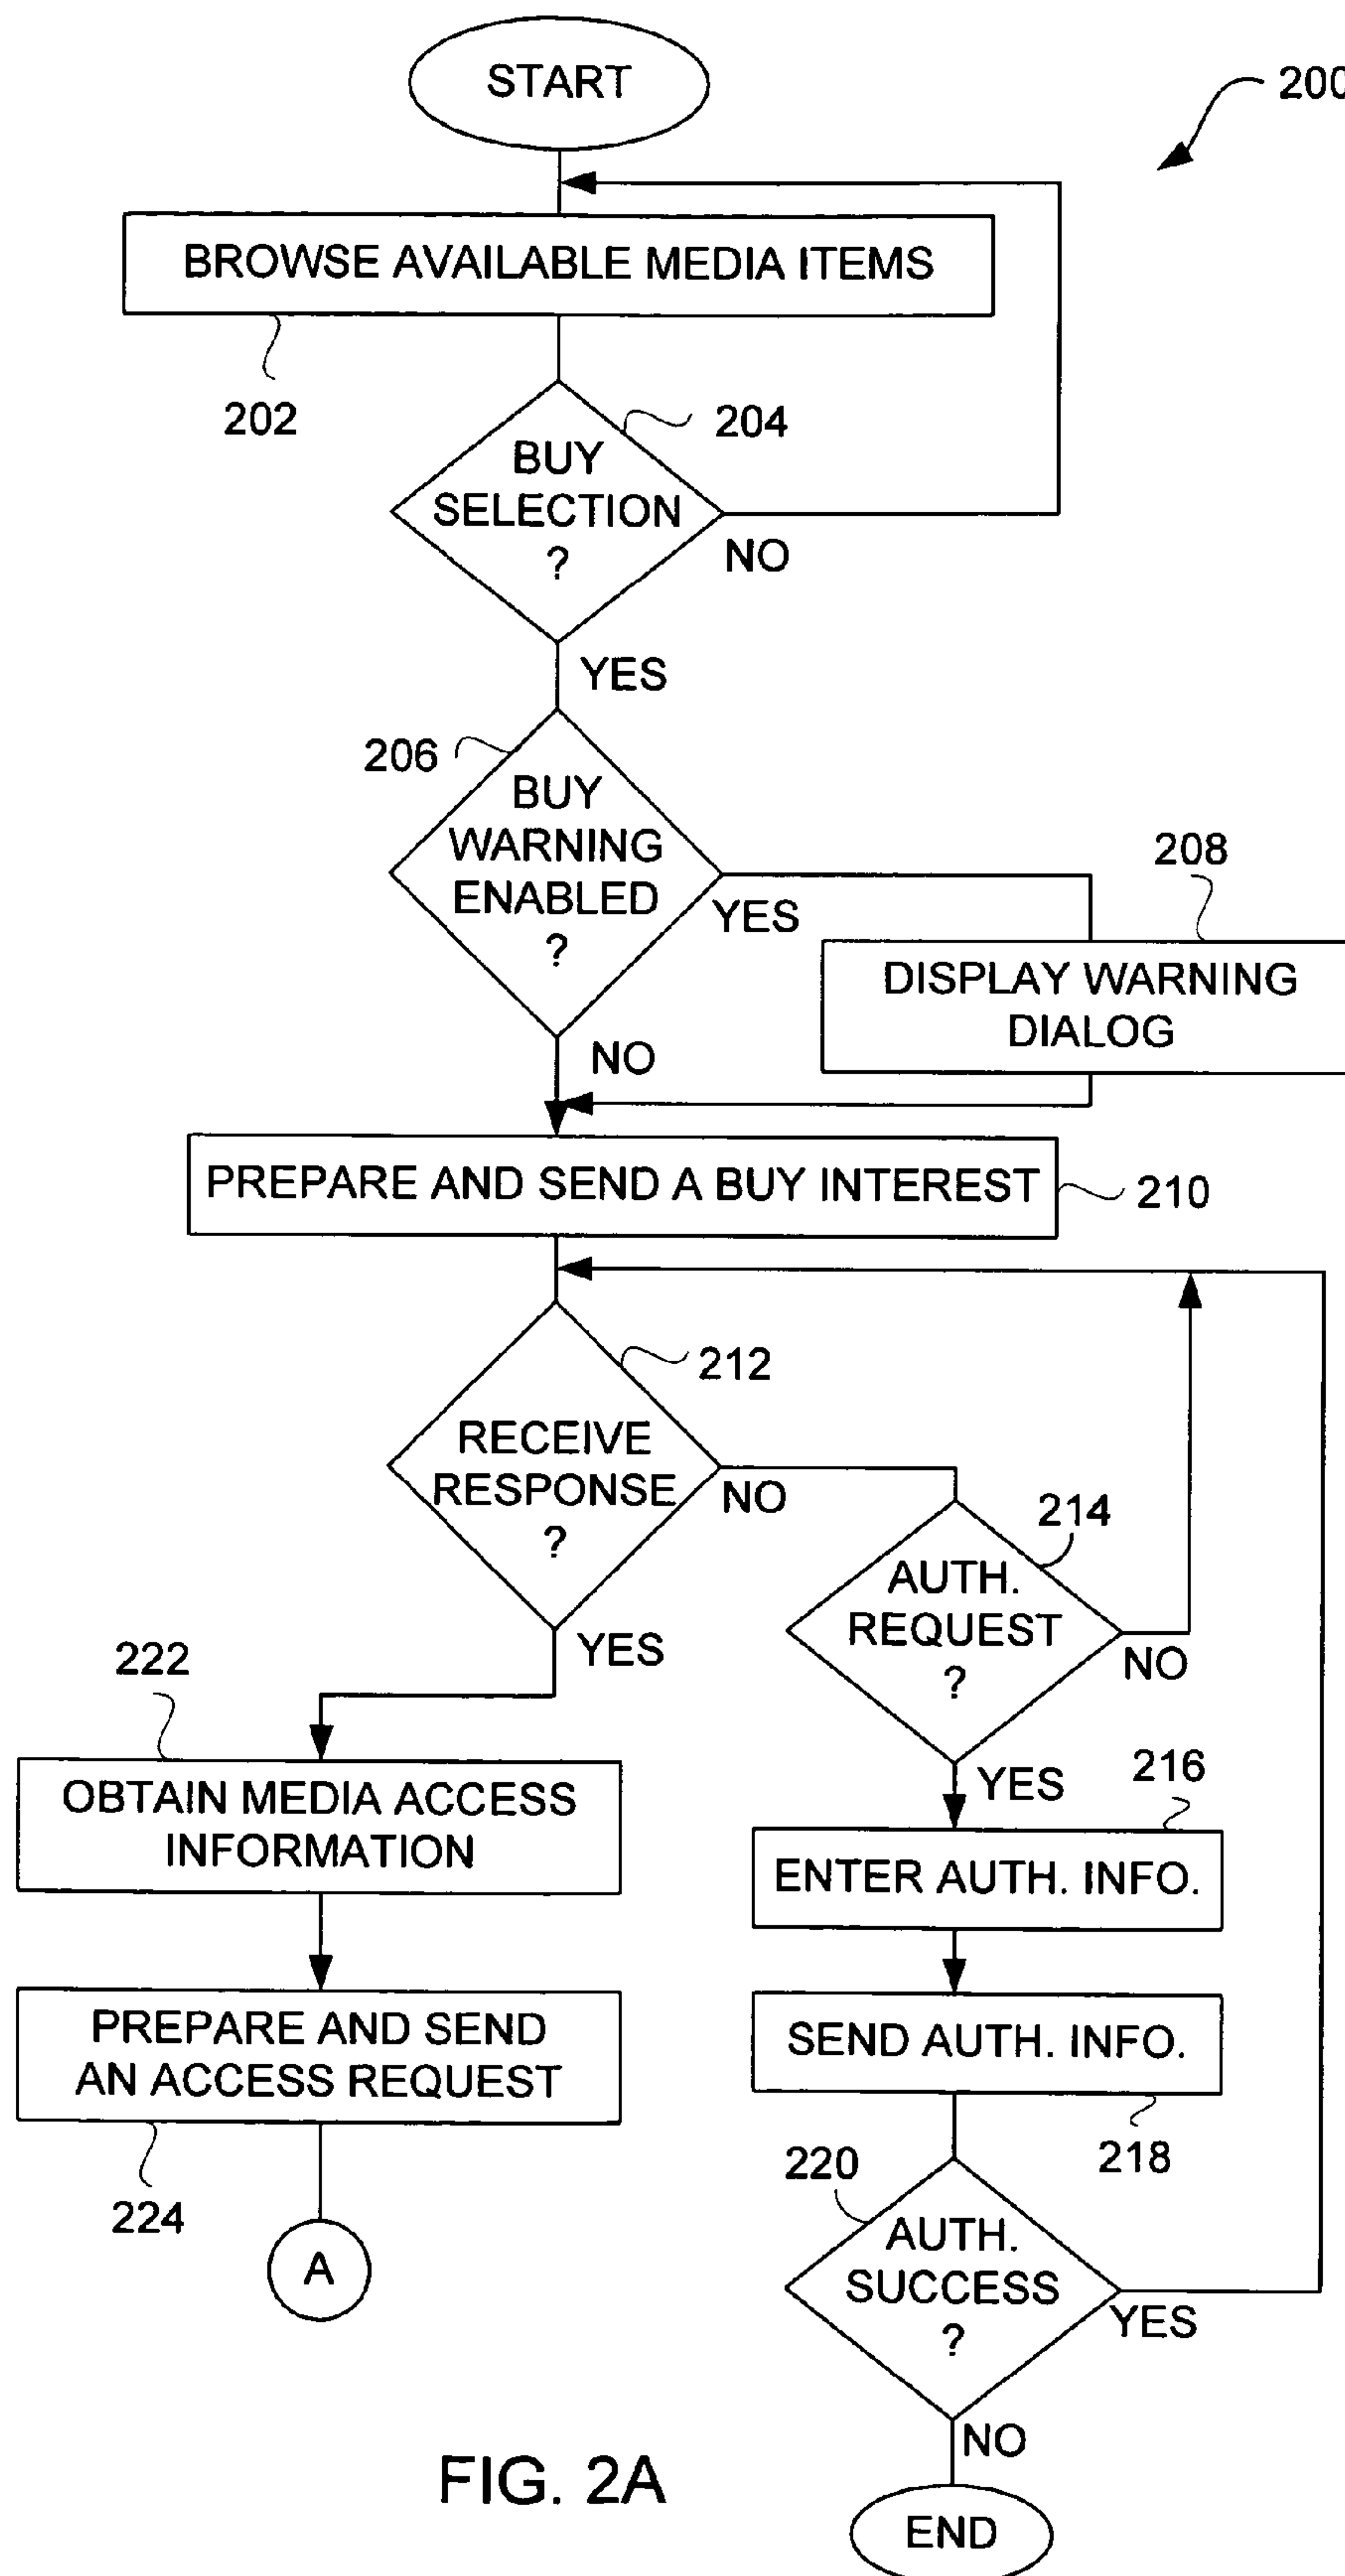 START
200
BROWSE AVAILABLE MEDIA ITEMS
202
204
BUY
SELECTION
?
NO
YES
206
BUY
WARNING
ENABLED
?
YES
208
DISPLAY WARNING
DIALOG
NO
PREPARE AND SEND A BUY INTEREST
210
212
RECEIVE
RESPONSE
?
NO
214
AUTH.
REQUEST
?
NO
YES
222
YES
216
OBTAIN MEDIA ACCESS
INFORMATION
ENTER AUTH. INFO.
PREPARE AND SEND
AN ACCESS REQUEST
SEND AUTH. INFO.
224
218
220
A
AUTH.
SUCCESS
?
YES
NO
FIG. 2A
END